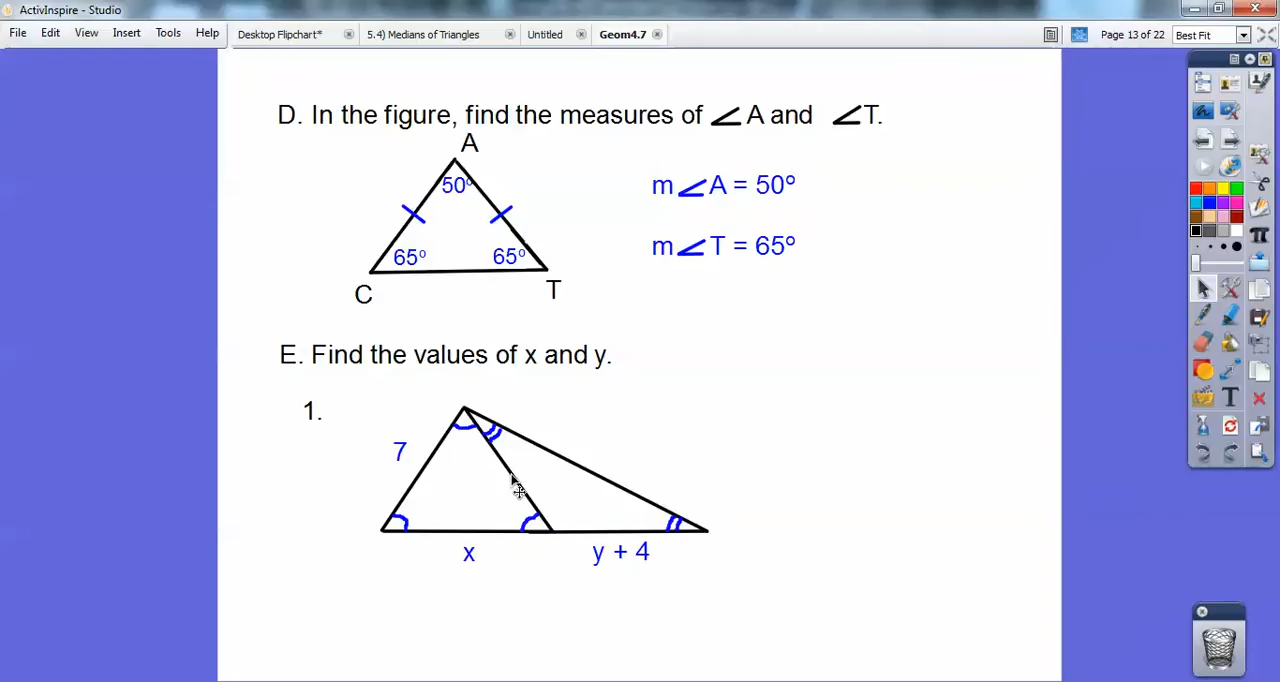 ActivInspire - Studio
File Edit View Insert Tools Help
Desktop Flipchart* 5.4) Medians of Triangles Untitled Geom4.7 Page 13 of 22 Best Fit
D. In the figure, find the measures of ∠A and ∠T.
A
50° m∠A = 50°
65° 65° m∠T = 65°
C T
E. Find the values of x and y.
1.
7
x y + 4